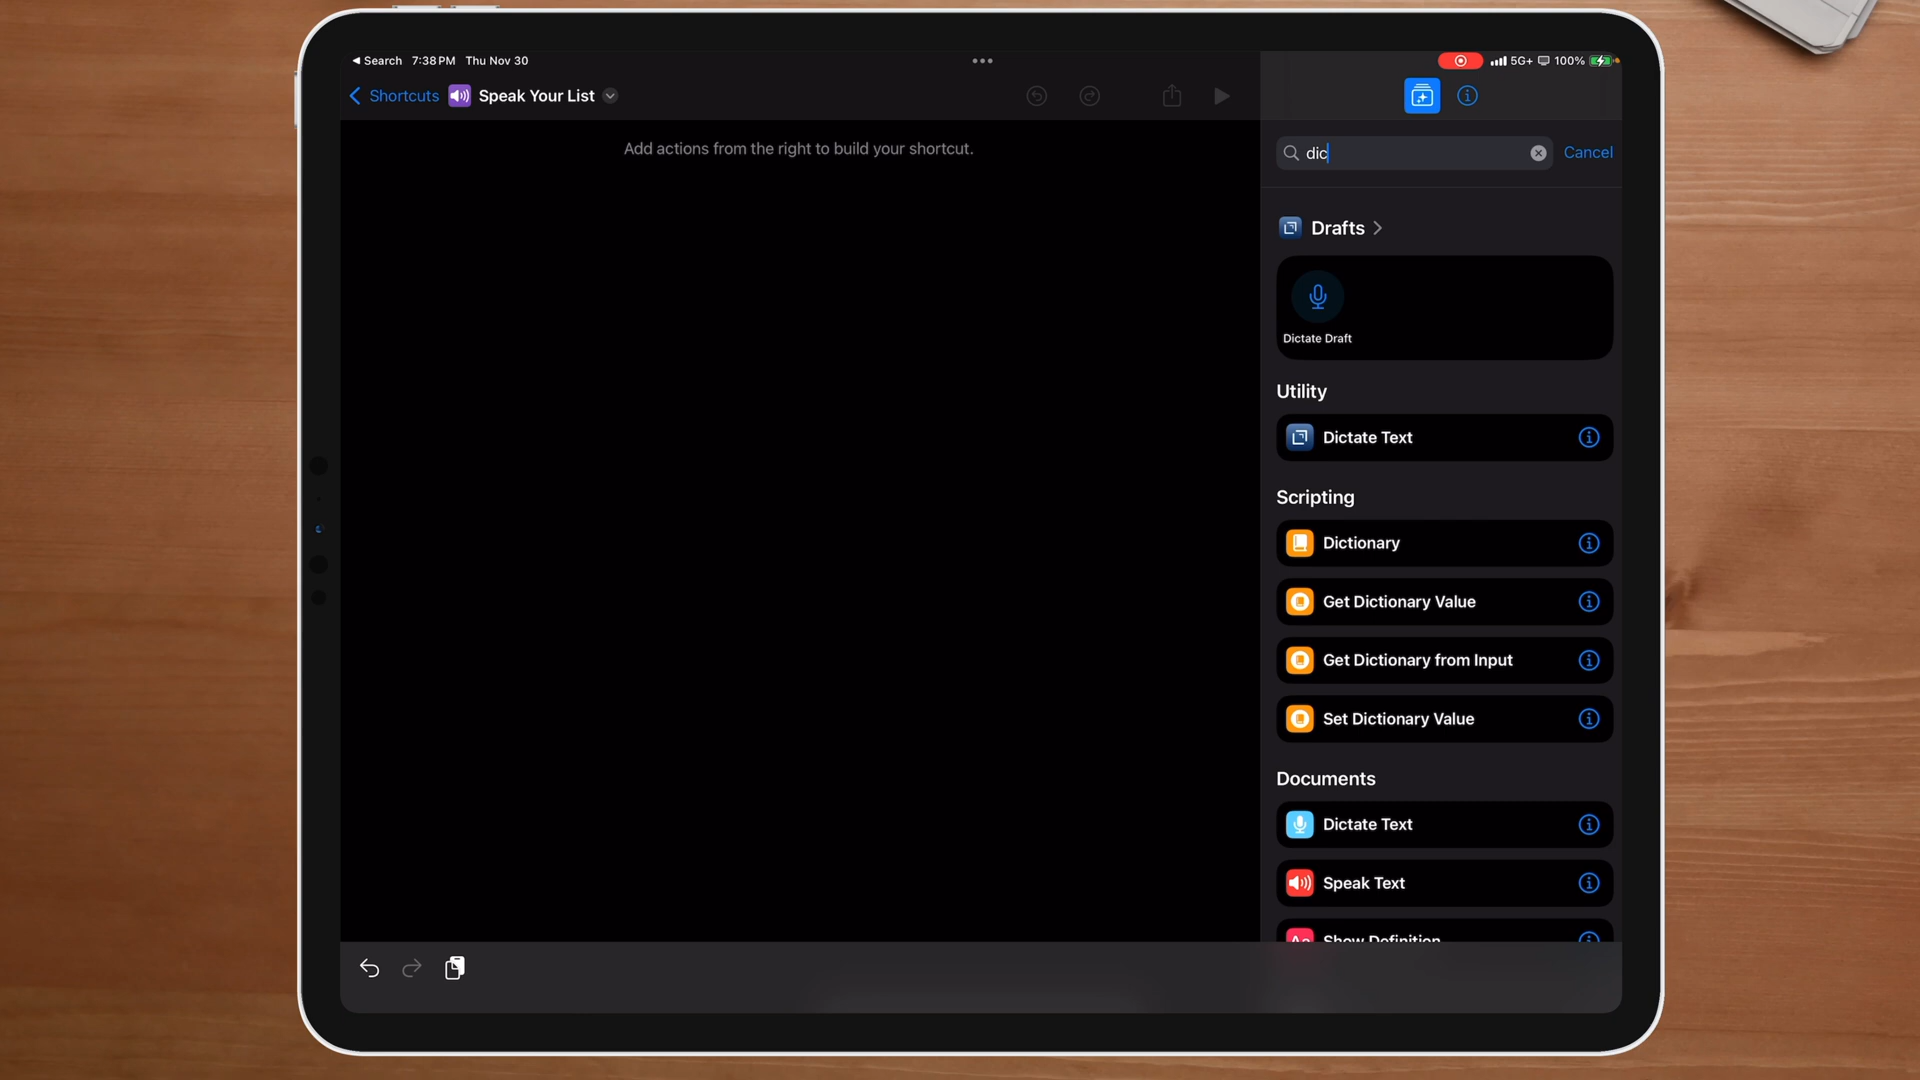 Search 7:38 PM Thu Nov 30
5G+ 100%
Shortcuts Speak Your List
Add actions from the right to build your shortcut.
dic
Cancel
Drafts
Dictate Draft
Utility
Dictate Text
Scripting
Dictionary
Get Dictionary Value
Get Dictionary from Input
Set Dictionary Value
Documents
Dictate Text
Speak Text
Show Definition